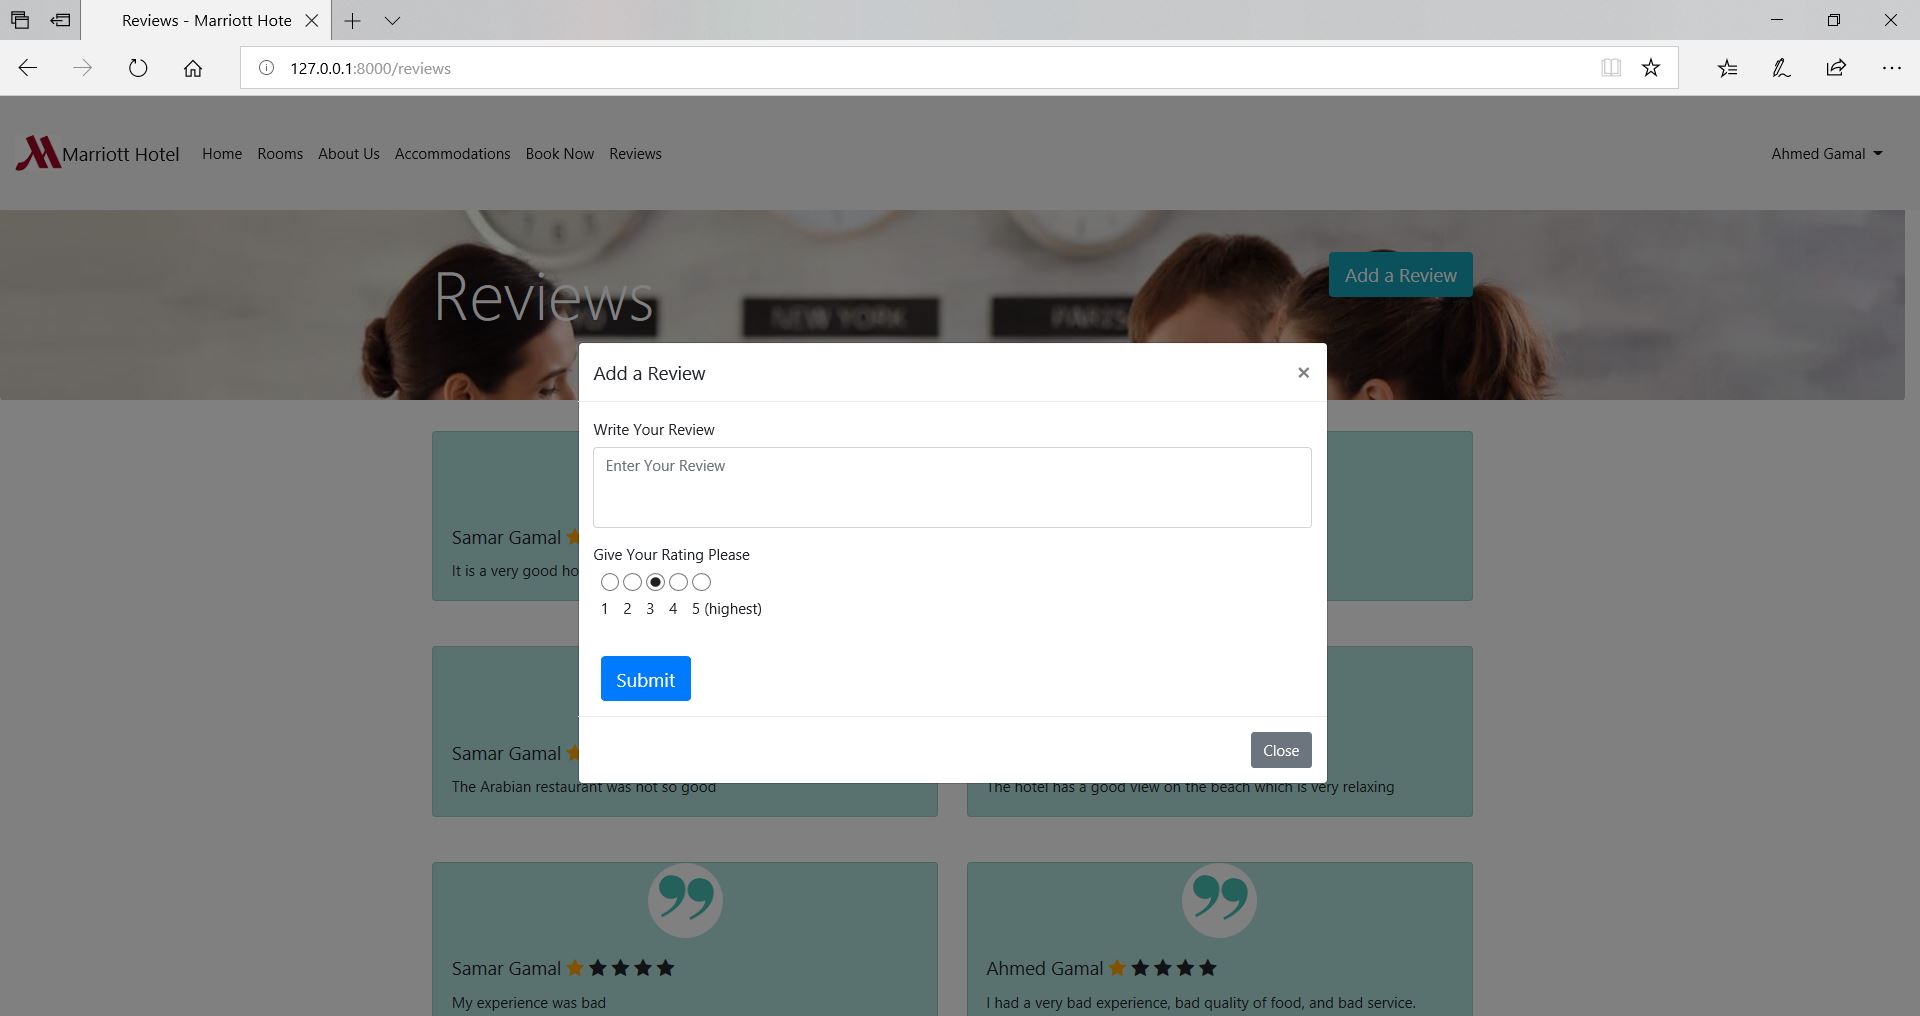 Reviews - Marriott Hote
127.0.0.1:8000/reviews
Marriott Hotel Home Rooms About Us Accommodations Book Now Reviews Ahmed Gamal
Add a Review
Reviews
NEW YORK PARIS
Add a Review ×
Write Your Review
Enter Your Review
Give Your Rating Please
1 2 3 4 5 (highest)
Submit
Close
Samar Gamal
It is a very good ho
Samar Gamal
The Arabian restaurant was not so good
The hotel has a good view on the beach which is very relaxing
Samar Gamal
My experience was bad
Ahmed Gamal
I had a very bad experience, bad quality of food, and bad service.